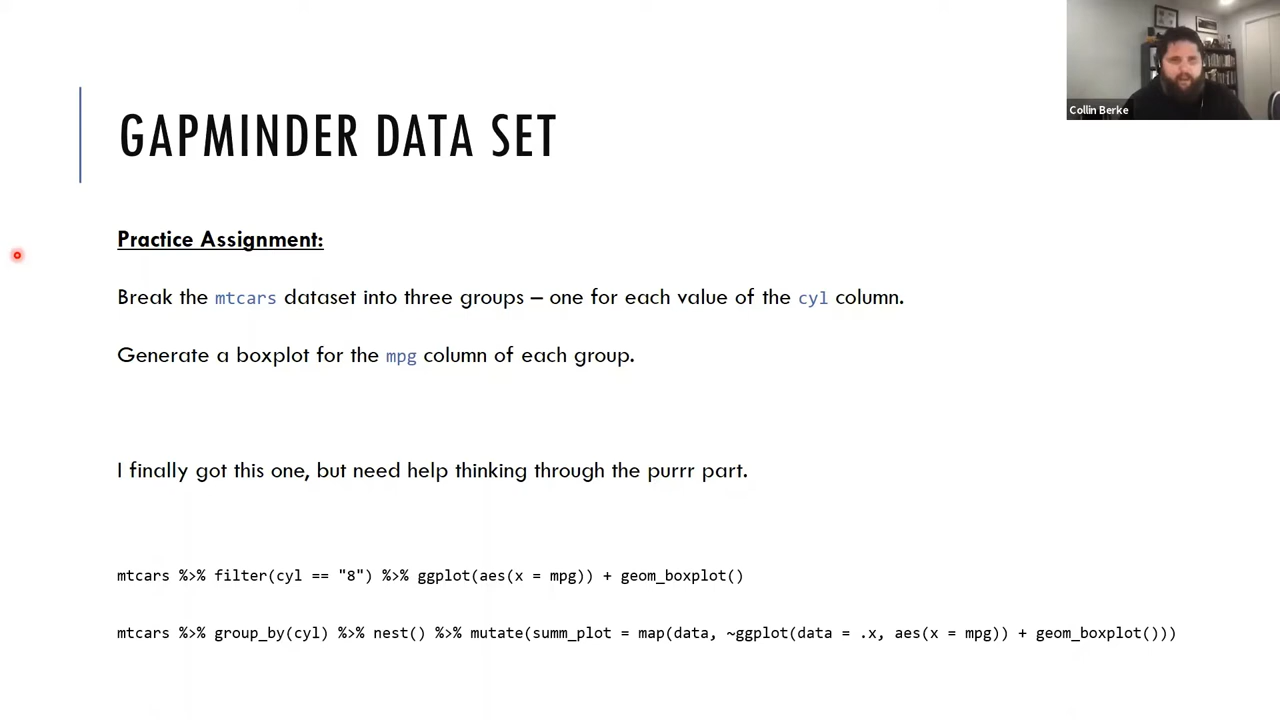 Collin Berke
GAPMINDER DATA SET
Practice Assignment:
Break the mtcars dataset into three groups – one for each value of the cyl column.
Generate a boxplot for the mpg column of each group.
I finally got this one, but need help thinking through the purrr part.
mtcars %>% filter(cyl == "8") %>% ggplot(aes(x = mpg)) + geom_boxplot()
mtcars %>% group_by(cyl) %>% nest() %>% mutate(summ_plot = map(data, ~ggplot(data = .x, aes(x = mpg)) + geom_boxplot()))